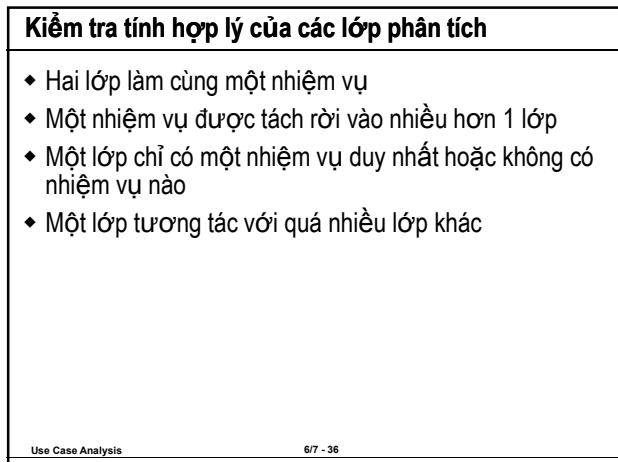 Kiểm tra tính hợp lý của các lớp phân tích
◆ Hai lớp làm cùng một nhiệm vụ
◆ Một nhiệm vụ được tách rời vào nhiều hơn 1 lớp
◆ Một lớp chỉ có một nhiệm vụ duy nhất hoặc không có
nhiệm vụ nào
◆ Một lớp tương tác với quá nhiều lớp khác
Use Case Analysis 6/7 - 36